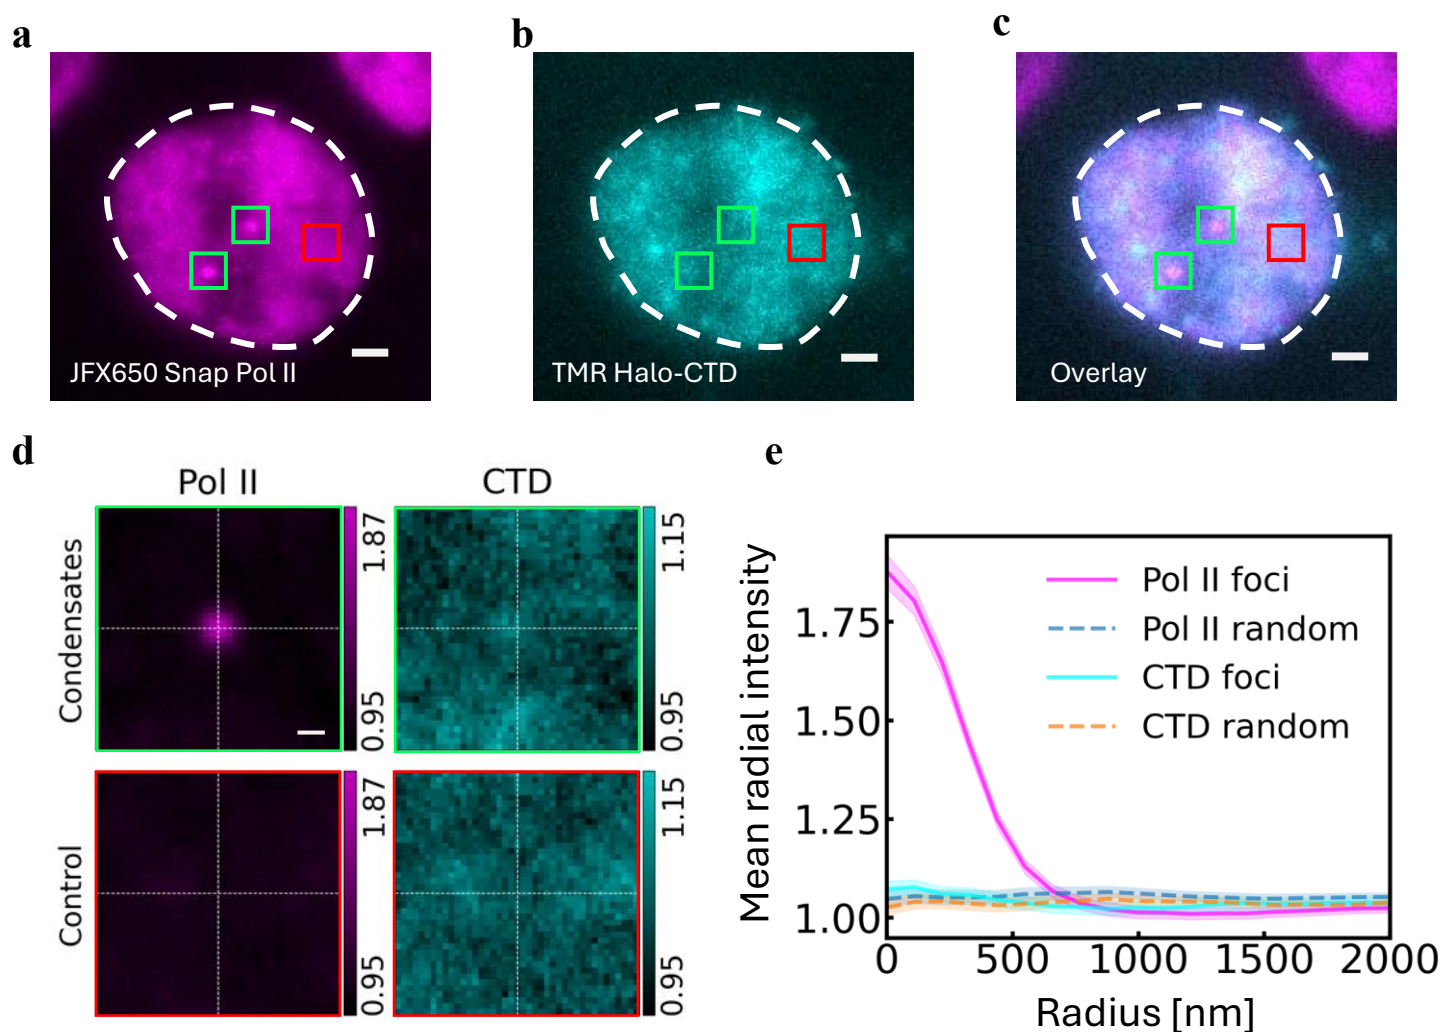 a
b
c
JFX650 Snap Pol II
TMR Halo-CTD
Overlay
d
e
Pol II
CTD
Condensates
1.87
0.95
1.15
0.95
Control
1.87
0.95
1.15
0.95
Mean radial intensity
1.75
1.50
1.25
1.00
Pol II foci
Pol II random
CTD foci
CTD random
0
500
1000
1500
2000
Radius [nm]